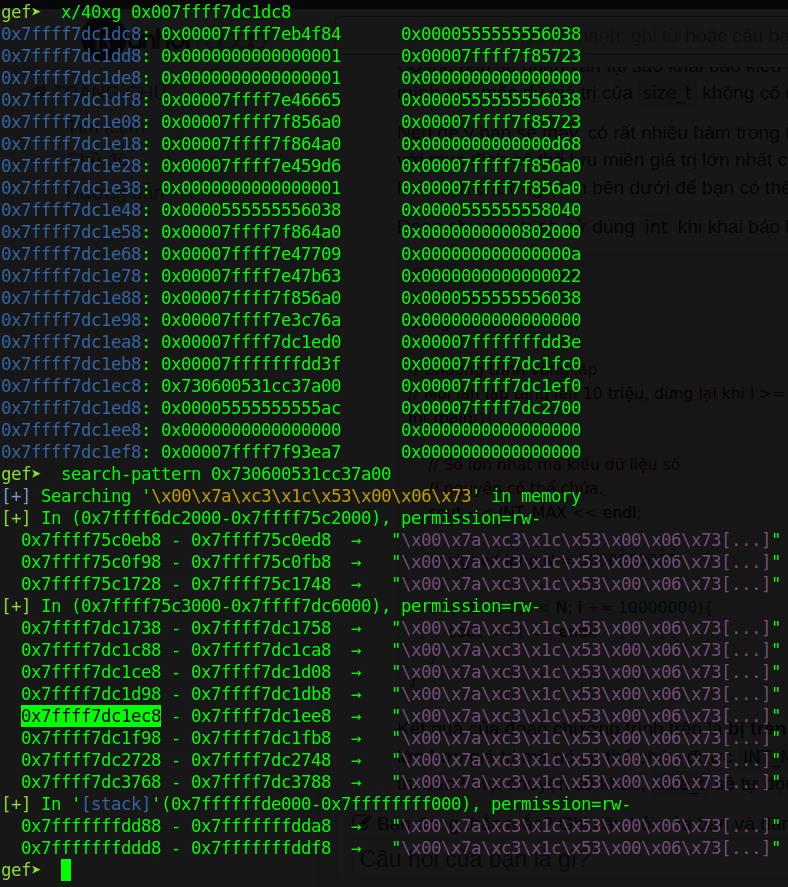 gef➤  x/40xg 0x007ffff7dc1dc8
0x7ffff7dc1dc8: 0x00007ffff7eb4f84      0x0000555555556038
0x7ffff7dc1dd8: 0x0000000000000001      0x00007ffff7f85723
0x7ffff7dc1de8: 0x0000000000000001      0x0000000000000000
0x7ffff7dc1df8: 0x00007ffff7e46665      0x0000555555556038
0x7ffff7dc1e08: 0x00007ffff7f856a0      0x00007ffff7f85723
0x7ffff7dc1e18: 0x00007ffff7f864a0      0x0000000000000d68
0x7ffff7dc1e28: 0x00007ffff7e459d6      0x00007ffff7f856a0
0x7ffff7dc1e38: 0x0000000000000001      0x00007ffff7f856a0
0x7ffff7dc1e48: 0x0000555555556038      0x0000555555558040
0x7ffff7dc1e58: 0x00007ffff7f864a0      0x0000000000802000
0x7ffff7dc1e68: 0x00007ffff7e47709      0x000000000000000a
0x7ffff7dc1e78: 0x00007ffff7e47b63      0x0000000000000022
0x7ffff7dc1e88: 0x00007ffff7f856a0      0x0000555555556038
0x7ffff7dc1e98: 0x00007ffff7e3c76a      0x0000000000000000
0x7ffff7dc1ea8: 0x00007ffff7dc1ed0      0x00007fffffffdd3e
0x7ffff7dc1eb8: 0x00007fffffffdd3f      0x00007ffff7dc1fc0
0x7ffff7dc1ec8: 0x730600531cc37a00      0x00007ffff7dc1ef0
0x7ffff7dc1ed8: 0x00005555555555ac      0x00007ffff7dc2700
0x7ffff7dc1ee8: 0x0000000000000000      0x0000000000000000
0x7ffff7dc1ef8: 0x00007ffff7f93ea7      0x0000000000000000
gef➤  search-pattern 0x730600531cc37a00
[+] Searching '\x00\x7a\xc3\x1c\x53\x00\x06\x73' in memory
[+] In (0x7ffff6dc2000-0x7ffff75c2000), permission=rw-
0x7ffff75c0eb8 - 0x7ffff75c0ed8  →   "\x00\x7a\xc3\x1c\x53\x00\x06\x73[...]"
0x7ffff75c0f98 - 0x7ffff75c0fb8  →   "\x00\x7a\xc3\x1c\x53\x00\x06\x73[...]"
0x7ffff75c1728 - 0x7ffff75c1748  →   "\x00\x7a\xc3\x1c\x53\x00\x06\x73[...]"
[+] In (0x7ffff75c3000-0x7ffff7dc6000), permission=rw-
0x7ffff7dc1738 - 0x7ffff7dc1758  →   "\x00\x7a\xc3\x1c\x53\x00\x06\x73[...]"
0x7ffff7dc1c88 - 0x7ffff7dc1ca8  →   "\x00\x7a\xc3\x1c\x53\x00\x06\x73[...]"
0x7ffff7dc1ce8 - 0x7ffff7dc1d08  →   "\x00\x7a\xc3\x1c\x53\x00\x06\x73[...]"
0x7ffff7dc1d98 - 0x7ffff7dc1db8  →   "\x00\x7a\xc3\x1c\x53\x00\x06\x73[...]"
0x7ffff7dc1ec8 - 0x7ffff7dc1ee8  →   "\x00\x7a\xc3\x1c\x53\x00\x06\x73[...]"
0x7ffff7dc1f98 - 0x7ffff7dc1fb8  →   "\x00\x7a\xc3\x1c\x53\x00\x06\x73[...]"
0x7ffff7dc2728 - 0x7ffff7dc2748  →   "\x00\x7a\xc3\x1c\x53\x00\x06\x73[...]"
0x7ffff7dc3768 - 0x7ffff7dc3788  →   "\x00\x7a\xc3\x1c\x53\x00\x06\x73[...]"
[+] In '[stack]'(0x7ffffffde000-0x7ffffffff000), permission=rw-
0x7fffffffdd88 - 0x7fffffffdda8  →   "\x00\x7a\xc3\x1c\x53\x00\x06\x73[...]"
0x7fffffffddd8 - 0x7fffffffddf8  →   "\x00\x7a\xc3\x1c\x53\x00\x06\x73[...]"
gef➤
Câu hỏi của bạn là gì?